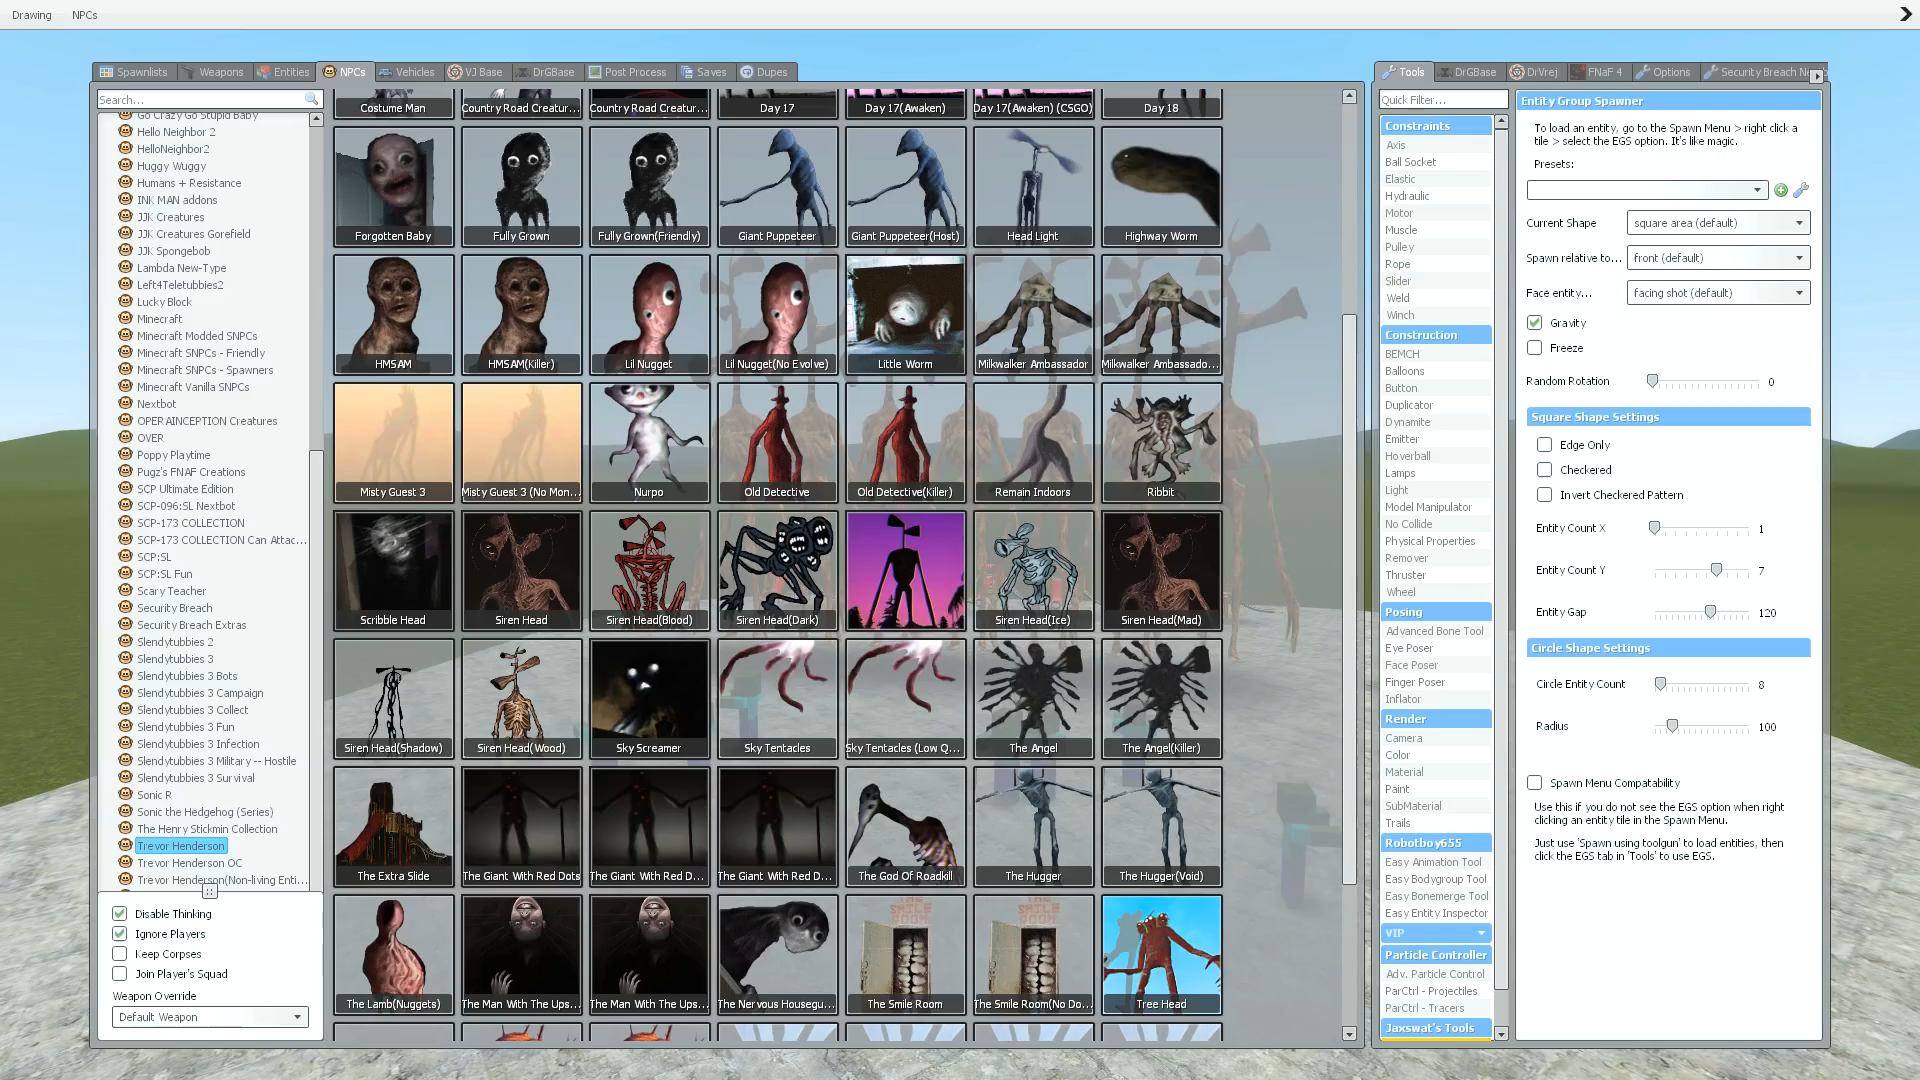 Drawing NPCs
Spawnlists Weapons Entities NPCs Vehicles VJ Base DrGBase Post Process Saves Dupes
Search...
Go Crazy Go Stupid Baby
Hello Neighbor 2
HelloNeighbor2
Huggy Wuggy
Humans + Resistance
INK MAN addons
JJK Creatures
JJK Creatures Gorefield
JJK Spongebob
Lambda New-Type
Left4Teletubbies2
Lucky Block
Minecraft
Minecraft Modded SNPCs
Minecraft SNPCs - Friendly
Minecraft SNPCs - Spawners
Minecraft Vanilla SNPCs
Nextbot
OPERAINCEPTION Creatures
OVER
Poppy Playtime
Pugz's FNAF Creations
SCP Ultimate Edition
SCP-096:SL Nextbot
SCP-173 COLLECTION
SCP-173 COLLECTION Can Attac...
SCP:SL
SCP:SL Fun
Scary Teacher
Security Breach
Security Breach Extras
Slendytubbies 2
Slendytubbies 3
Slendytubbies 3 Bots
Slendytubbies 3 Campaign
Slendytubbies 3 Collect
Slendytubbies 3 Fun
Slendytubbies 3 Infection
Slendytubbies 3 Military -- Hostile
Slendytubbies 3 Survival
Sonic R
Sonic the Hedgehog (Series)
The Henry Stickmin Collection
Trevor Henderson
Trevor Henderson OC
Trevor Henderson(Non-living Enti...
Disable Thinking
Ignore Players
Keep Corpses
Join Player's Squad
Weapon Override
Default Weapon
Costume Man Country Road Creatur... Country Road Creatur... Day 17 Day 17(Awaken) Day 17(Awaken) (CSGO) Day 18
Forgotten Baby Fully Grown Fully Grown(Friendly) Giant Puppeteer Giant Puppeteer(Host) Head Light Highway Worm
HMSAM HMSAM(Killer) Lil Nugget Lil Nugget(No Evolve) Little Worm Milkwalker Ambassador Milkwalker Ambassado...
Misty Guest 3 Misty Guest 3 (No Mon... Nurpo Old Detective Old Detective(Killer) Remain Indoors Ribbit
Scribble Head Siren Head Siren Head(Blood) Siren Head(Dark) Siren Head(Ice) Siren Head(Mad)
Siren Head(Shadow) Siren Head(Wood) Sky Screamer Sky Tentacles Sky Tentacles (Low Q... The Angel The Angel(Killer)
The Extra Slide The Giant With Red Dots The Giant With Red D... The Giant With Red D... The God Of Roadkill The Hugger The Hugger(Void)
THE SMILE ROOM THE SMILE ROOM
The Lamb(Nuggets) The Man With The Ups... The Man With The Ups... The Nervous Housegu... The Smile Room The Smile Room(No Do... Tree Head
Tools DrGBase DrVrej FNaF 4 Options Security Breach
Quick Filter...
Constraints
Axis
Ball Socket
Elastic
Hydraulic
Motor
Muscle
Pulley
Rope
Slider
Weld
Winch
Construction
BEMCH
Balloons
Button
Duplicator
Dynamite
Emitter
Hoverball
Lamps
Light
Model Manipulator
No Collide
Physical Properties
Remover
Thruster
Wheel
Posing
Advanced Bone Tool
Eye Poser
Face Poser
Finger Poser
Inflator
Render
Camera
Color
Material
Paint
SubMaterial
Trails
Robotboy655
Easy Animation Tool
Easy Bodygroup Tool
Easy Bonemerge Tool
Easy Entity Inspector
VIP
Particle Controller
Adv. Particle Control
ParCtrl - Projectiles
ParCtrl - Tracers
Jaxswat's Tools
Entity Group Spawner
To load an entity, go to the Spawn Menu > right click a
tile > select the EGS option. It's like magic.
Presets:
Current Shape square area (default)
Spawn relative to... front (default)
Face entity... facing shot (default)
Gravity
Freeze
Random Rotation 0
Square Shape Settings
Edge Only
Checkered
Invert Checkered Pattern
Entity Count X 1
Entity Count Y 7
Entity Gap 120
Circle Shape Settings
Circle Entity Count 8
Radius 100
Spawn Menu Compatability
Use this if you do not see the EGS option when right
clicking an entity tile in the Spawn Menu.
Just use 'Spawn using toolgun' to load entities, then
click the EGS tab in 'Tools' to use EGS.